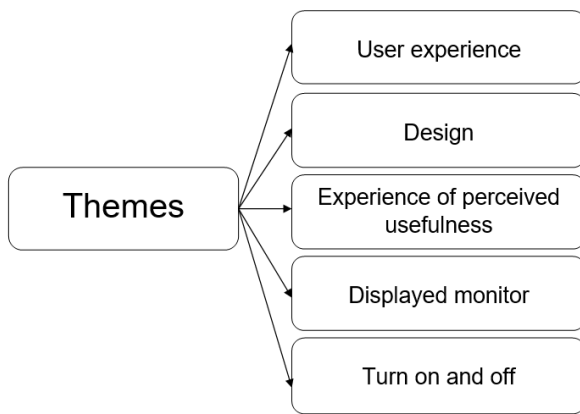 User experience
Design
Themes
Experience of perceived
usefulness
Displayed monitor
Turn on and off